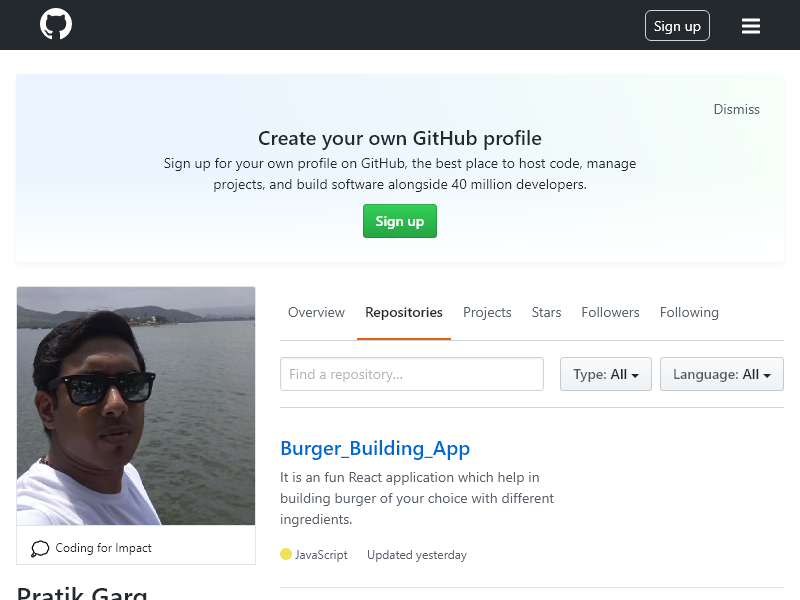 Sign up
Dismiss
Create your own GitHub profile
Sign up for your own profile on GitHub, the best place to host code, manage
projects, and build software alongside 40 million developers.
Sign up
Overview Repositories Projects Stars Followers Following
Find a repository...
Type: All
Language: All
Burger_Building_App
It is an fun React application which help in
building burger of your choice with different
ingredients.
JavaScript Updated yesterday
Coding for Impact
Pratik Garg